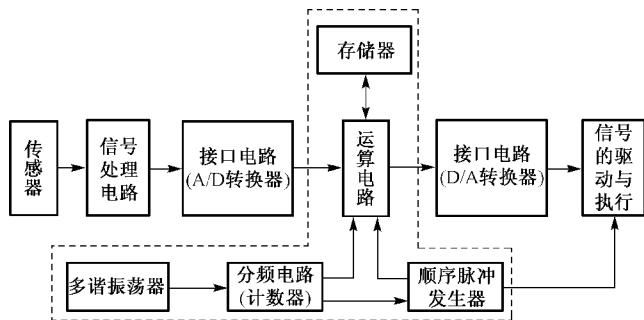 存储器
传感器
信号
处理
电路
接口电路
(A/D转换器)
运算电路
接口电路
(D/A转换器)
信号
的驱
动与
执行
多谐振荡器
分频电路
(计数器)
顺序脉冲
发生器